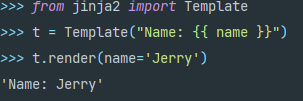 >>> from jinja2 import Template
>>> t = Template("Name: {{ name }}")
>>> t.render(name='Jerry')
'Name: Jerry'